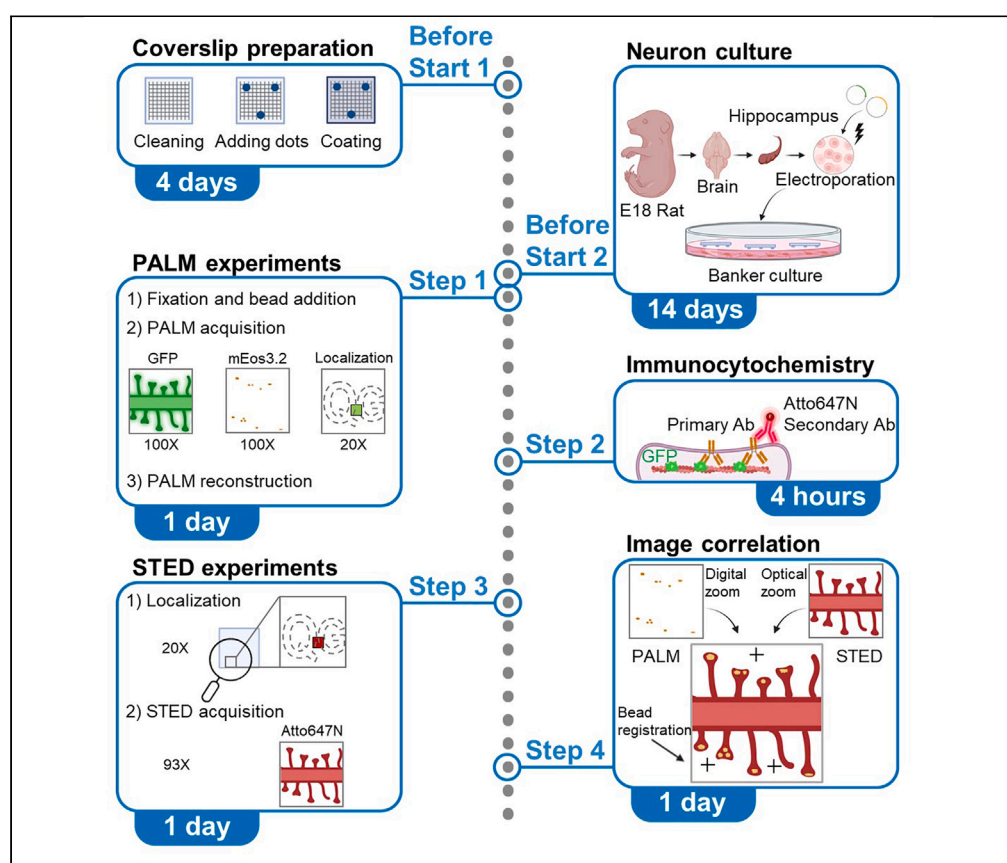 Coverslip preparation
Cleaning
Adding dots
Coating
4 days
Before
Start 1
Neuron culture
Hippocampus
Brain
Electroporation
E18 Rat
Banker culture
14 days
Before
Start 2
PALM experiments
1) Fixation and bead addition
2) PALM acquisition
GFP
mEos3.2
Localization
100X
100X
20X
3) PALM reconstruction
1 day
Step 1
Immunocytochemistry
Atto647N
Primary Ab
Secondary Ab
GFP
4 hours
Step 2
STED experiments
1) Localization
20X
2) STED acquisition
Atto647N
93X
1 day
Step 3
Image correlation
Digital
zoom
Optical
zoom
PALM
STED
Bead
registration
1 day
Step 4